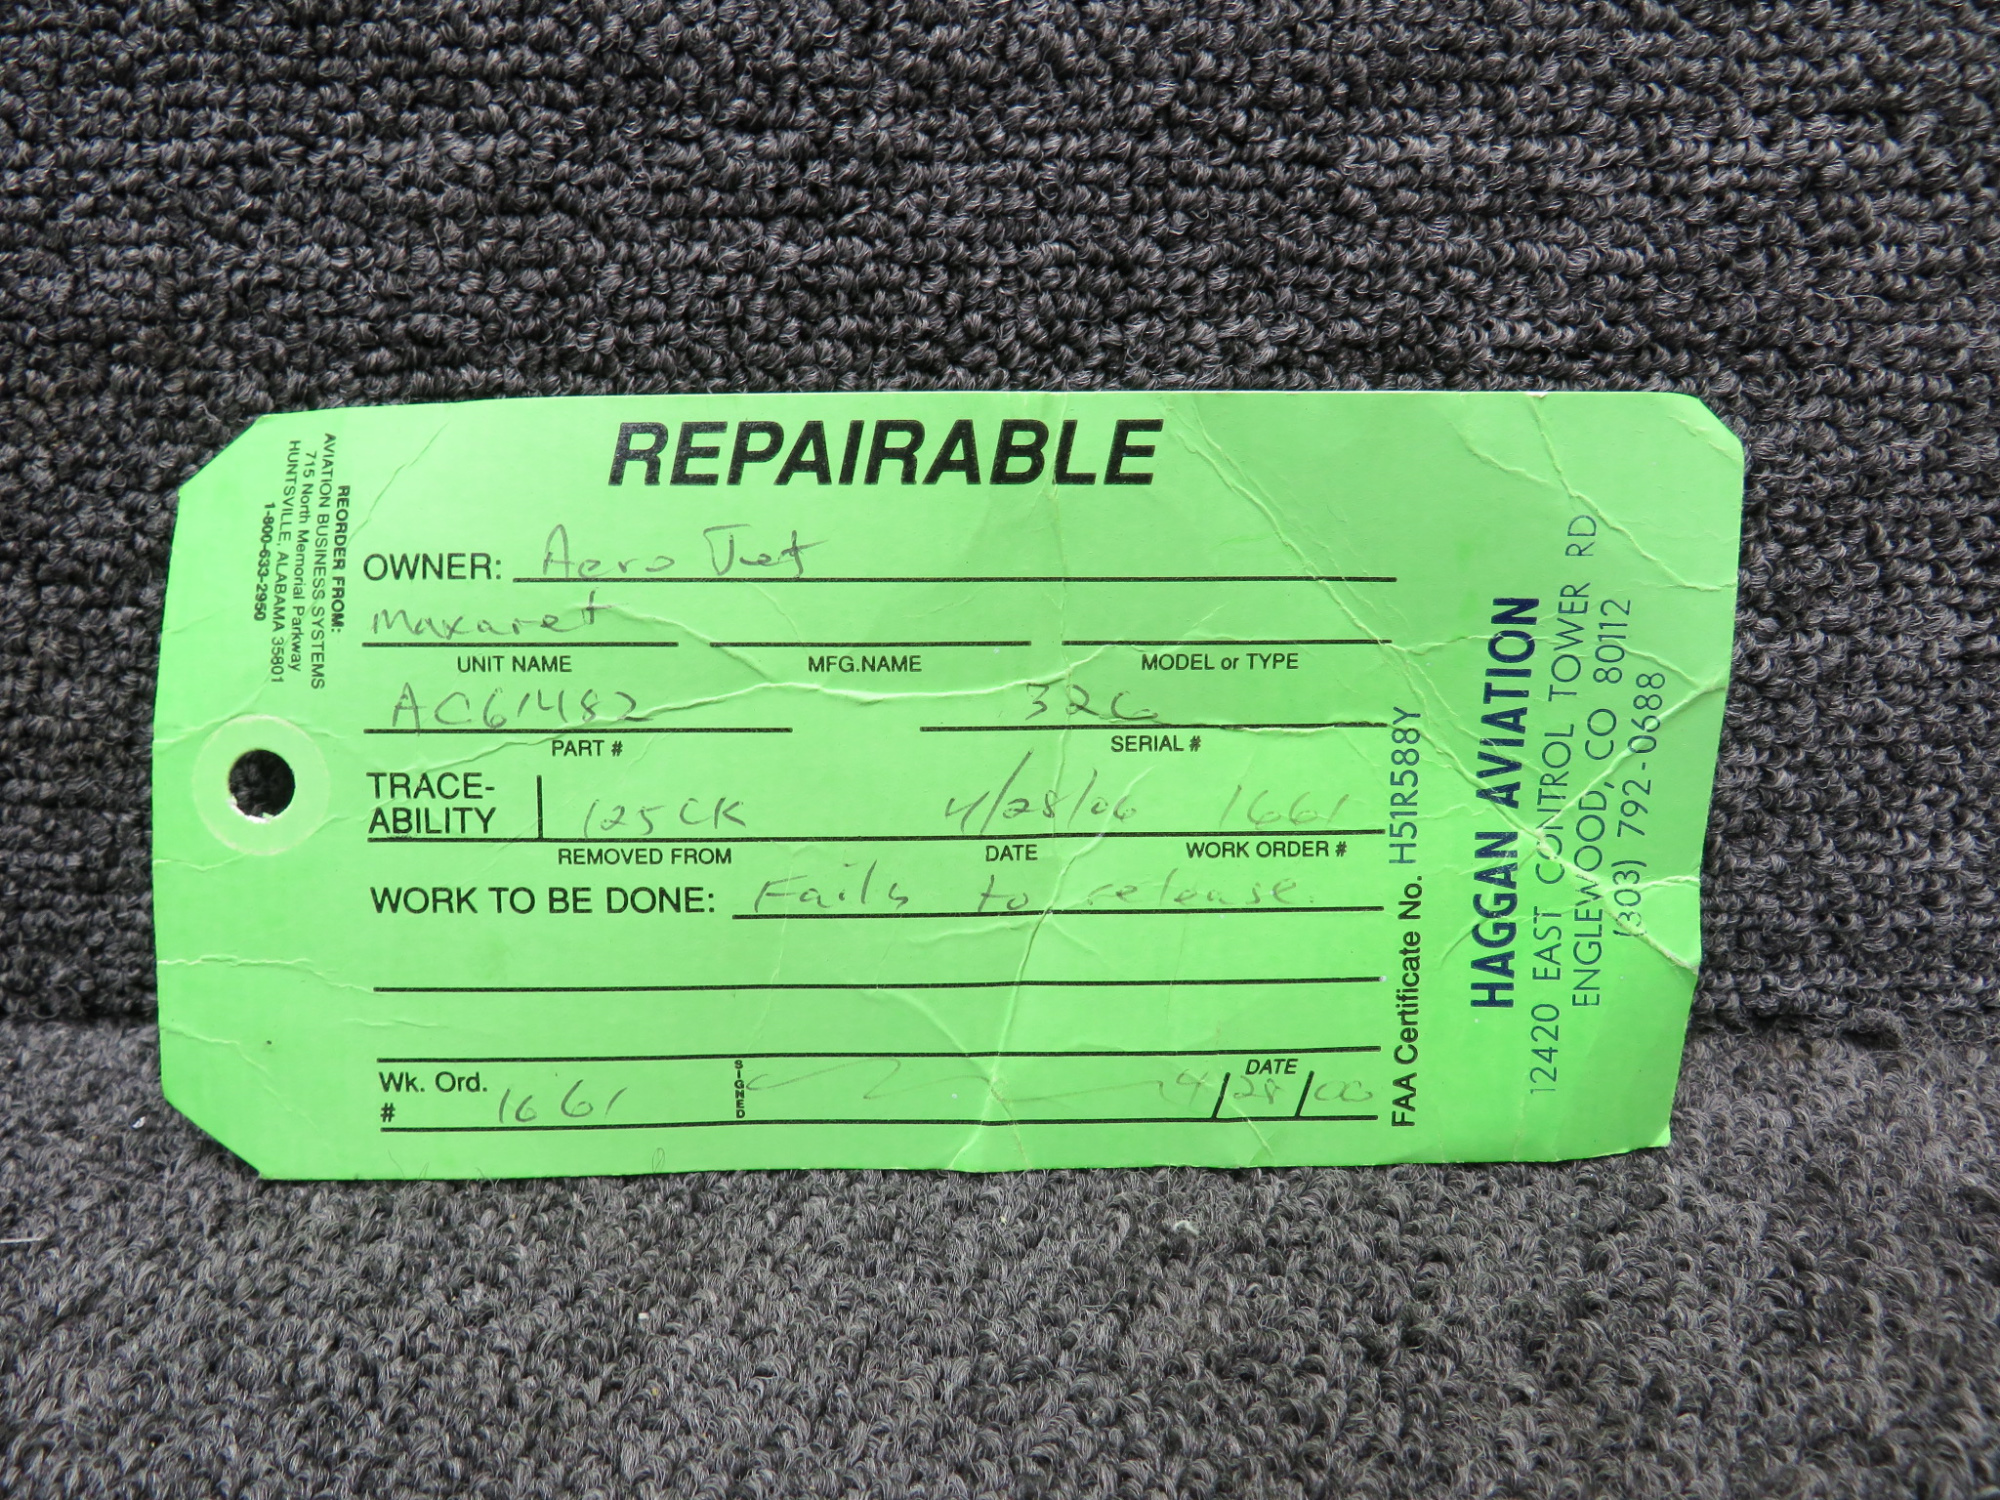 REPAIRABLE
REORDER FROM:
AVIATION BUSINESS SYSTEMS
715 North Memorial Parkway
HUNTSVILLE, ALABAMA 35801
1-800-633-2950
OWNER: Aero Jet
Maxaret
UNIT NAME MFG.NAME MODEL or TYPE
AC61482 326
PART # SERIAL #
TRACE-
ABILITY 125CK 4/28/06 1661
REMOVED FROM DATE WORK ORDER #
WORK TO BE DONE: Fails to release.
Wk. Ord.
# 1661
SIGNED
DATE
4/28/06
FAA Certificate No. H51R588Y
HAGGAN AVIATION
12420 EAST CONTROL TOWER RD
ENGLEWOOD, CO 80112
(303) 792-0688